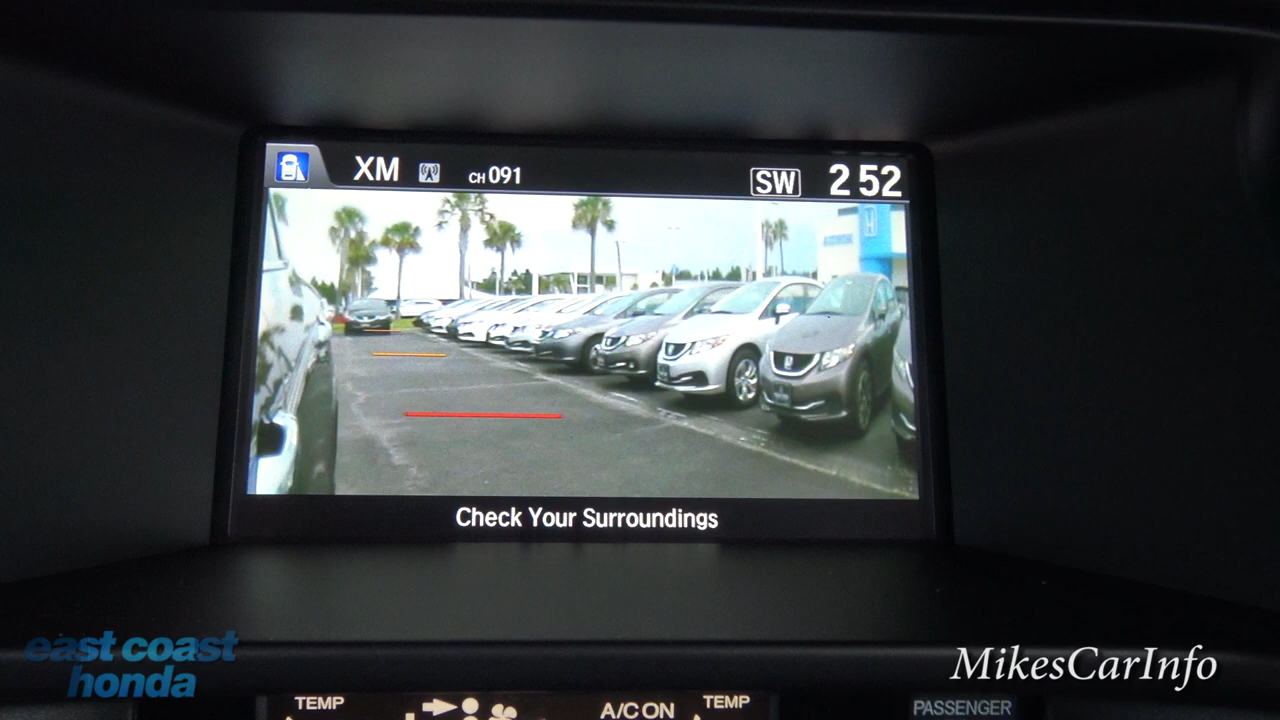 XM CH 091 SW 2 52
Check Your Surroundings
east coast
honda
MikesCarInfo
TEMP A/C ON TEMP PASSENGER